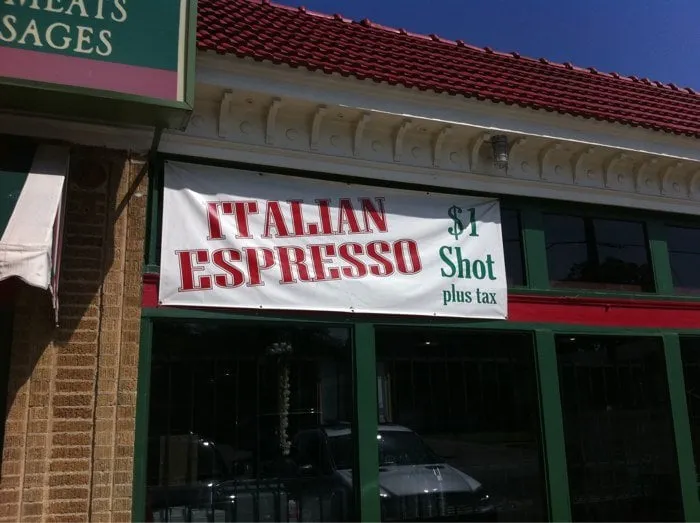 MEATS
SAGES
ITALIAN
ESPRESSO
$1
Shot
plus tax